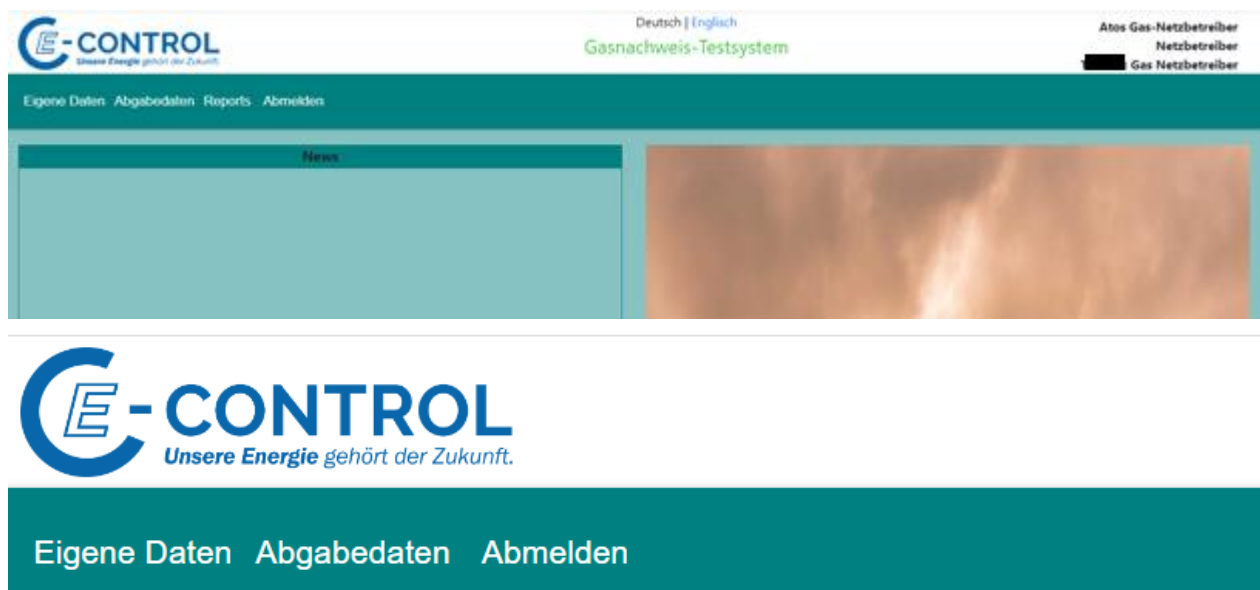 Deutsch | Englisch
E-CONTROL
Unsere Energie gehört der Zukunft.
Gasnachweis-Testsystem
Atos Gas-Netzbetreiber
Netzbetreiber
Gas Netzbetreiber
Eigene Daten Abgabedaten Reports Abmelden
News
E-CONTROL
Unsere Energie gehört der Zukunft.
Eigene Daten Abgabedaten Abmelden